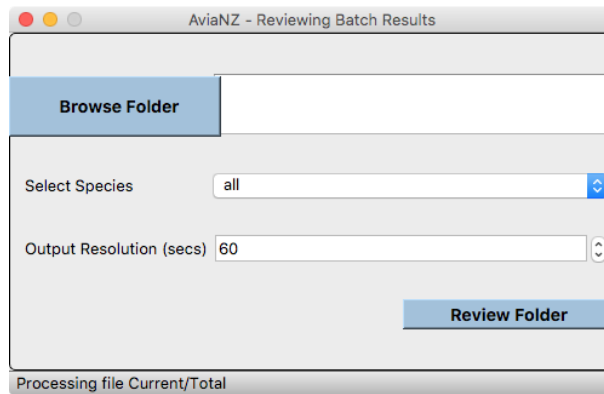 AviaNZ - Reviewing Batch Results
Browse Folder
Select Species all
Output Resolution (secs) 60
Review Folder
Processing file Current/Total